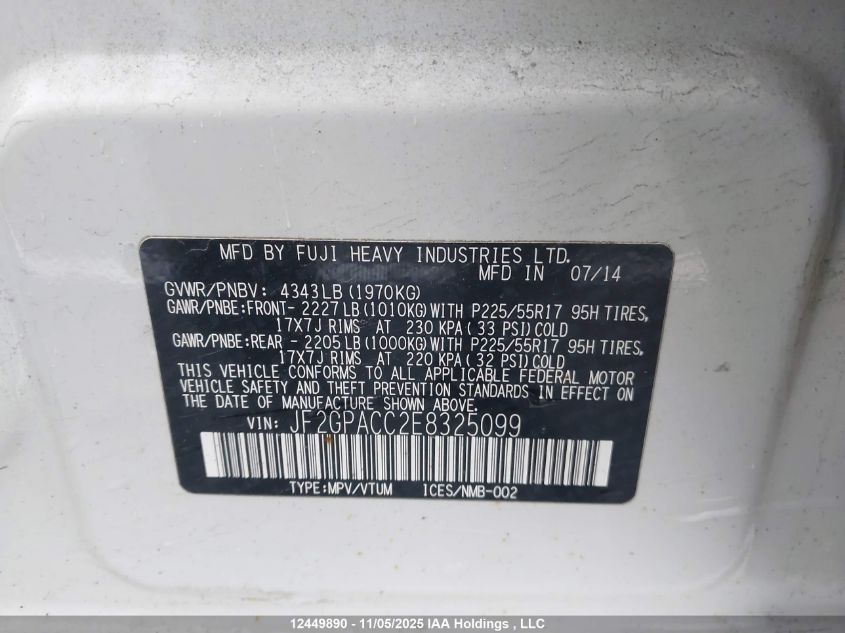 MFD BY FUJI HEAVY INDUSTRIES LTD.
MFD IN 07/14
GVWR/PNBV: 4343LB(1970KG)
GAWR/PNBE:FRONT- 2227LB(1010KG)WITH P225/55R17 95H TIRES,
17X7J RIMS AT 230 KPA(33 PSI)COLD
GAWR/PNBE:REAR - 2205LB(1000KG)WITH P225/55R17 95H TIRES,
17X7J RIMS AT 220 KPA(32 PSI)COLD
THIS VEHICLE CONFORMS TO ALL APPLICABLE FEDERAL MOTOR
VEHICLE SAFETY AND THEFT PREVENTION STANDARDS IN EFFECT ON
THE DATE OF MANUFACTURE SHOWN ABOVE.
VIN: JF2GPACC2E8325099
TYPE:MPV/VTUM ICES/NMB-002
12449890 - 11/05/2025 IAA Holdings , LLC